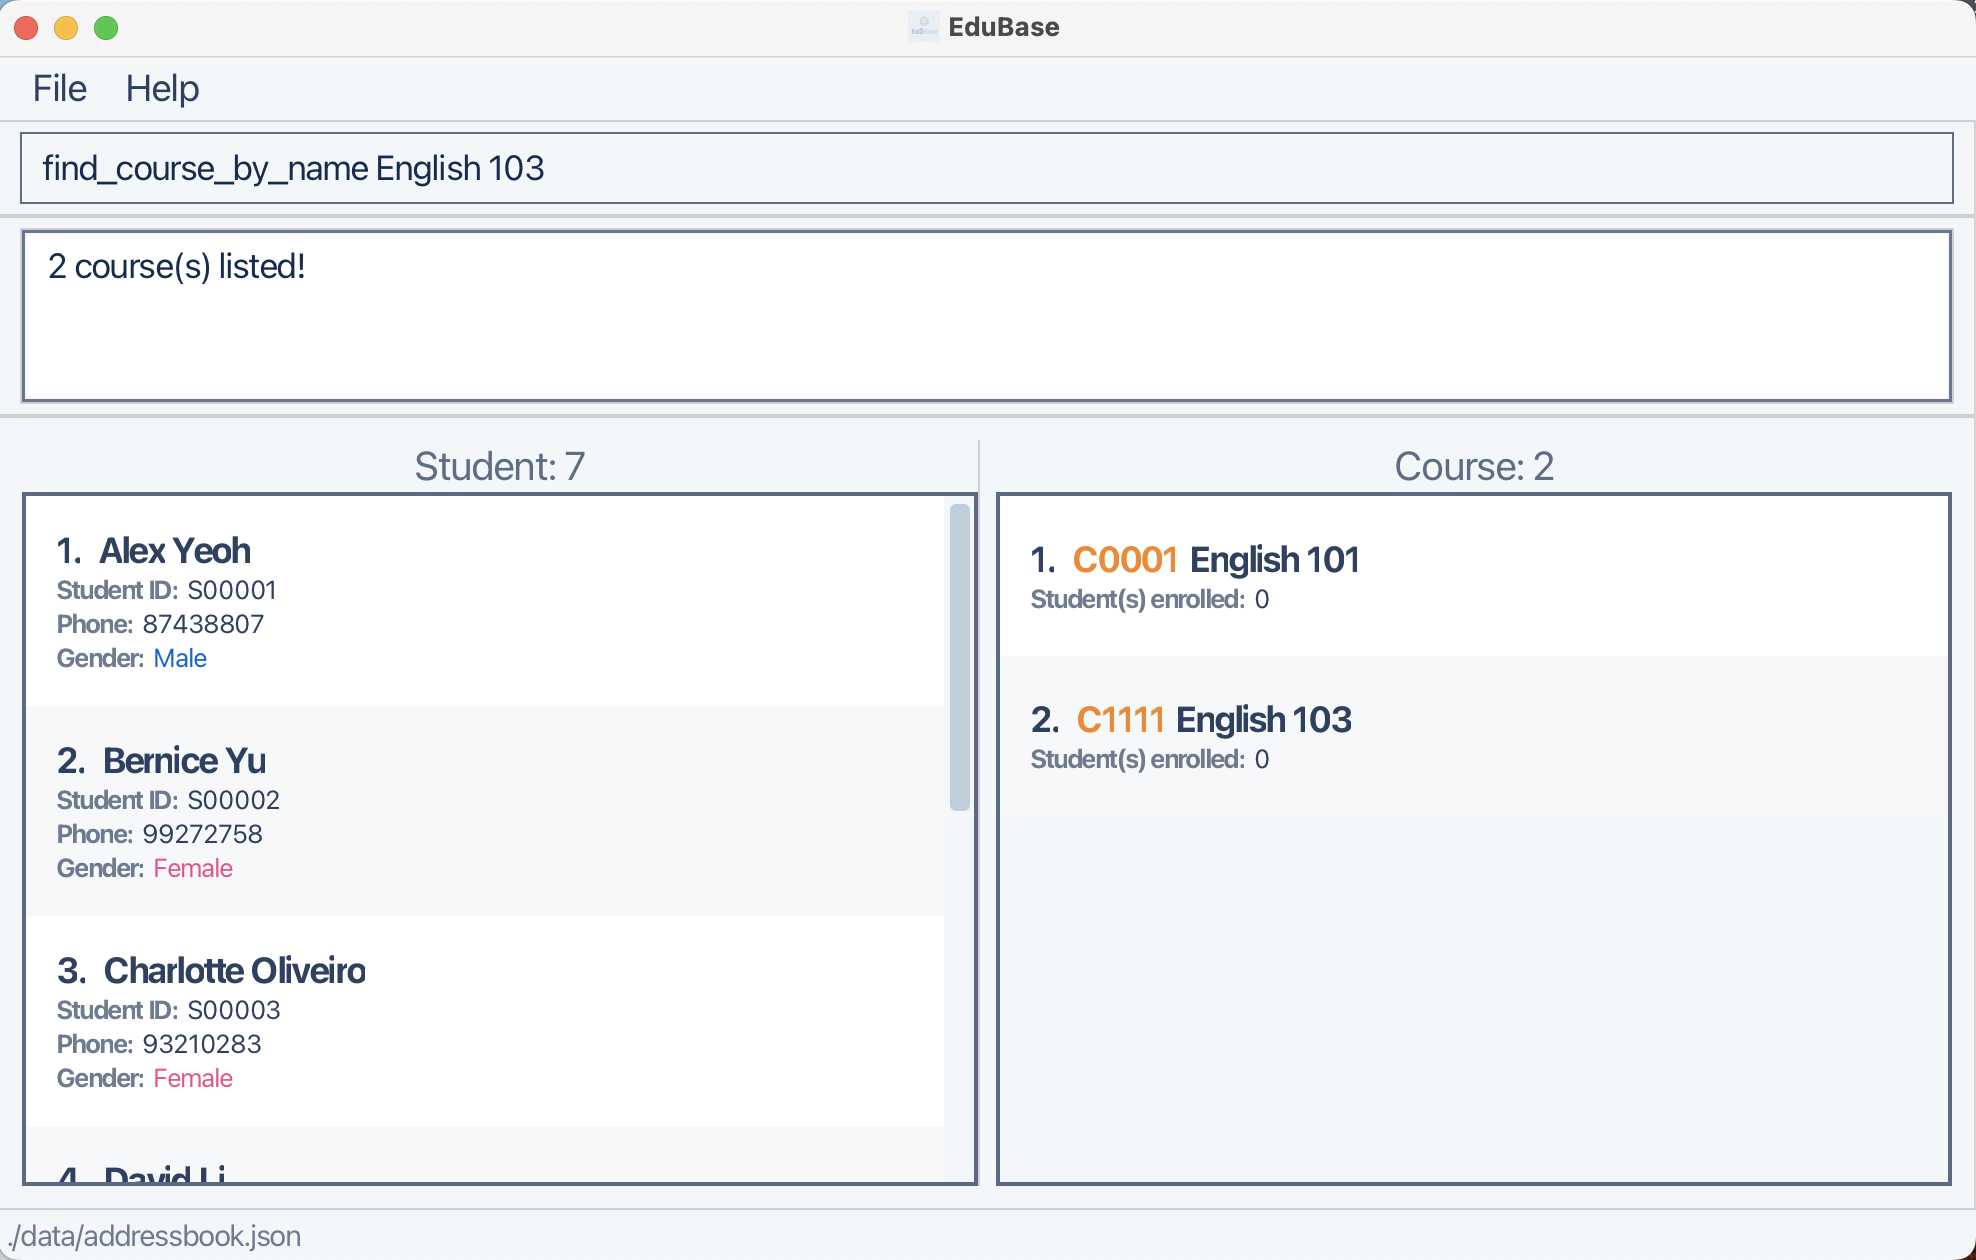 EduBase
File Help
find_course_by_name English 103
2 course(s) listed!
Student: 7
1. Alex Yeoh
Student ID: S00001
Phone: 87438807
Gender: Male
2. Bernice Yu
Student ID: S00002
Phone: 99272758
Gender: Female
3. Charlotte Oliveiro
Student ID: S00003
Phone: 93210283
Gender: Female
4. David Li
Course: 2
1. C0001 English 101
Student(s) enrolled: 0
2. C1111 English 103
Student(s) enrolled: 0
./data/addressbook.json